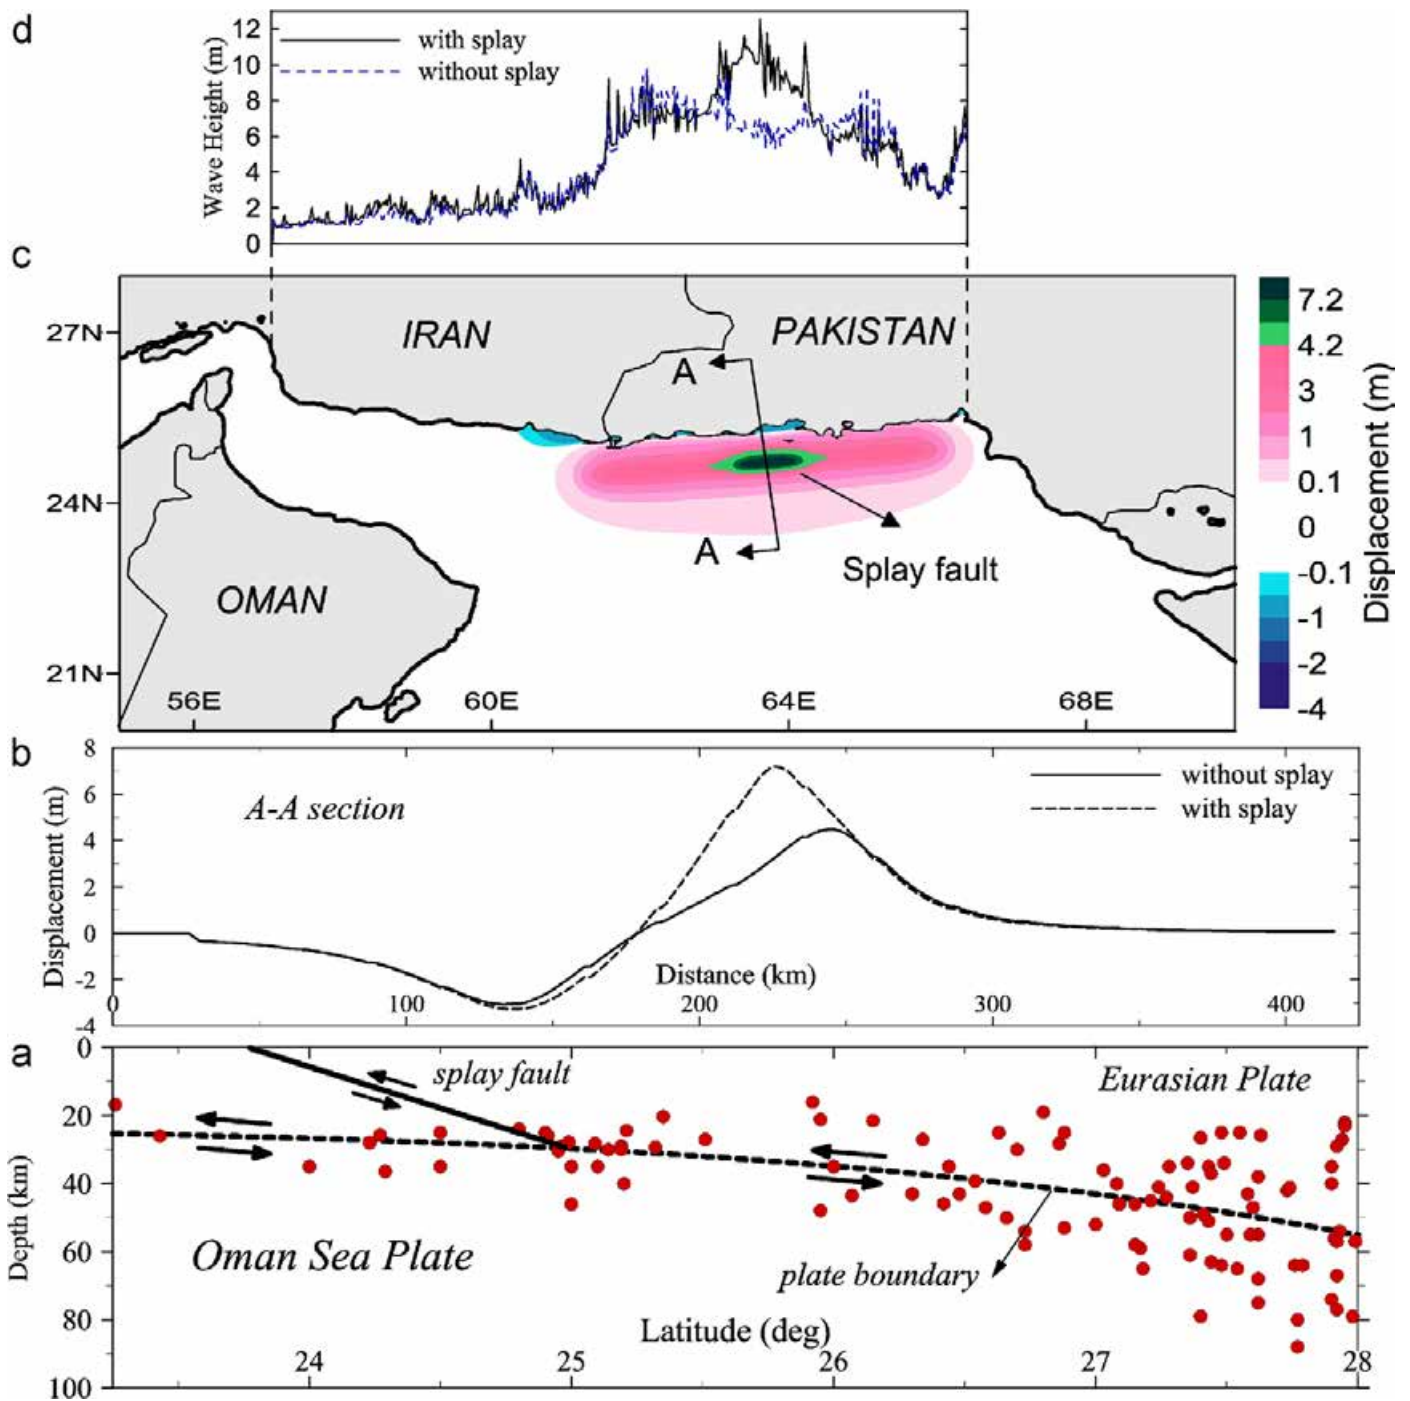 d
12
10
8
6
4
2
0
Wave Height (m)
with splay
without splay
c
27N
24N
21N
56E
60E
64E
68E
IRAN
PAKISTAN
OMAN
A
A
Splay fault
7.2
4.2
3
1
0.1
0
-0.1
-1
-2
-4
Displacement (m)
b
8
6
4
2
0
-2
-4
Displacement (m)
A-A section
without splay
with splay
Distance (km)
0
100
200
300
400
a
0
20
40
60
80
100
Depth (km)
splay fault
Eurasian Plate
Oman Sea Plate
plate boundary
Latitude (deg)
24
25
26
27
28